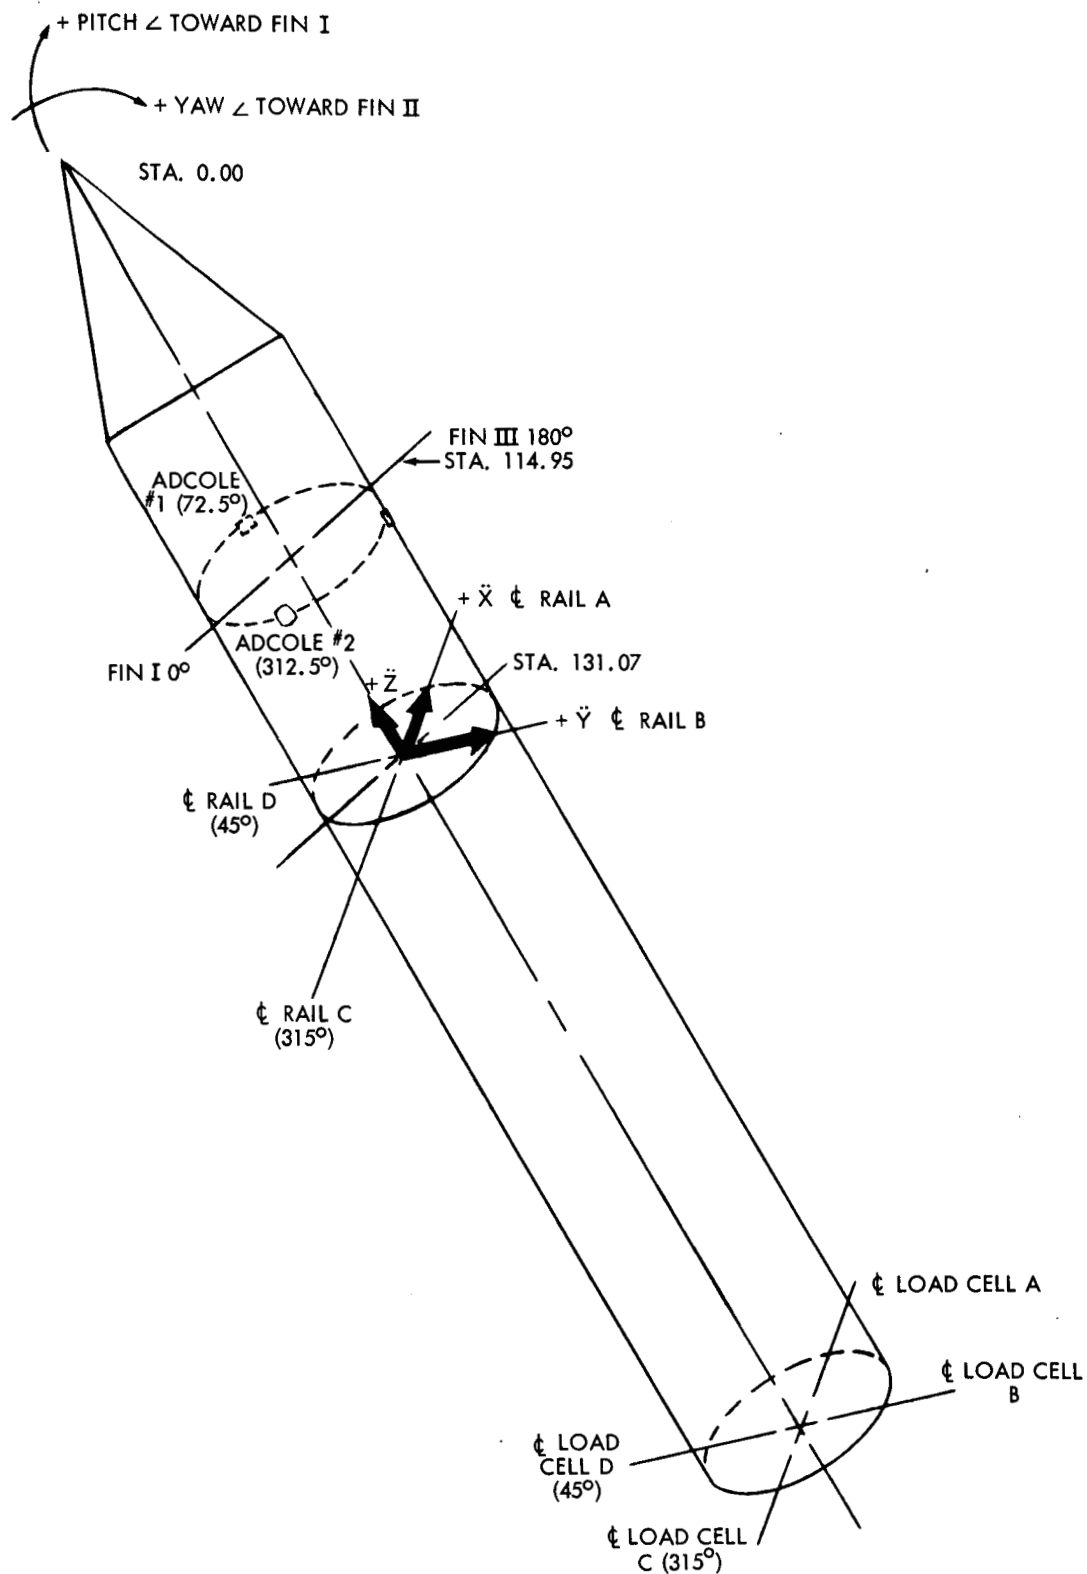 + PITCH ∠ TOWARD FIN I
+ YAW ∠ TOWARD FIN II
STA. 0.00
FIN III 180°
STA. 114.95
ADCOLE
#1 (72.5°)
+ Ẍ ℄ RAIL A
ADCOLE #2
(312.5°)
FIN I 0°
STA. 131.07
+ Z̈
+ Ÿ ℄ RAIL B
℄ RAIL D
(45°)
℄ RAIL C
(315°)
℄ LOAD CELL A
℄ LOAD CELL
B
℄ LOAD
CELL D
(45°)
℄ LOAD CELL
C (315°)